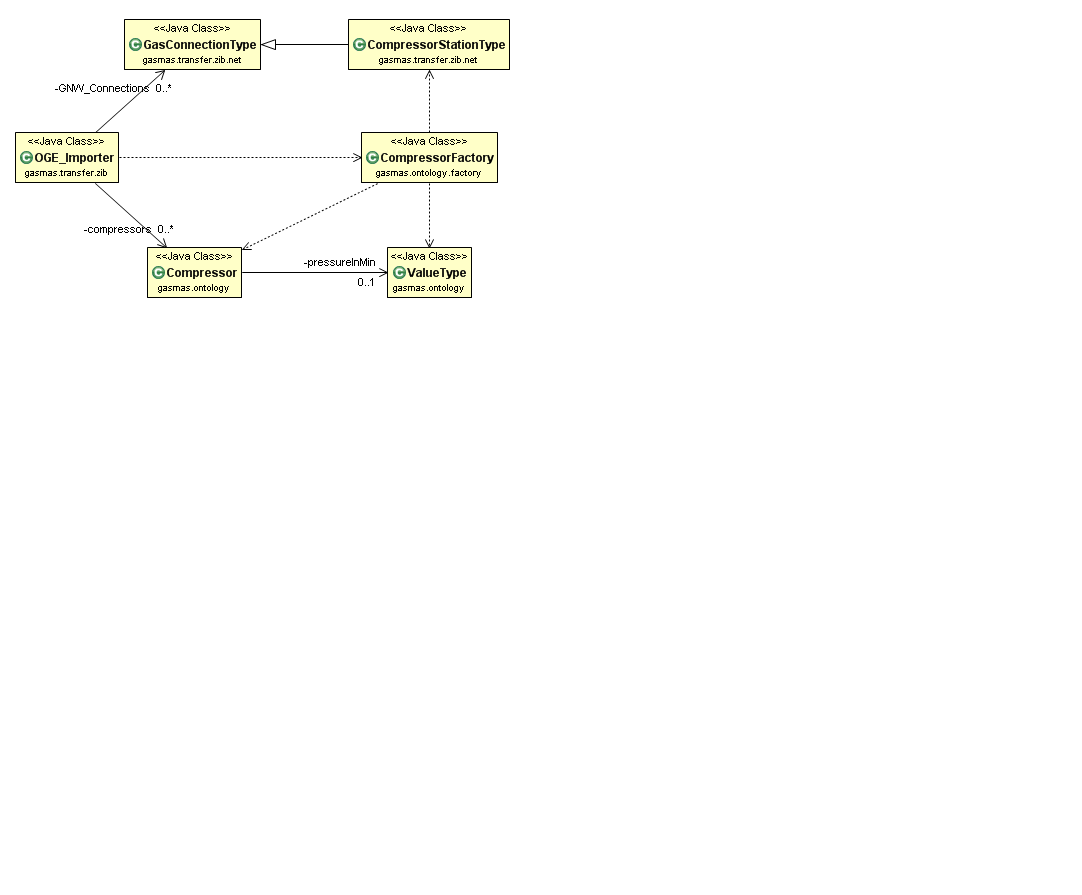 <<Java Class>>
GasConnectionType
gasmas.transfer.zib.net
<<Java Class>>
CompressorStationType
gasmas.transfer.zib.net
-GNW_Connections 0..*
<<Java Class>>
OGE_Importer
gasmas.transfer.zib
<<Java Class>>
CompressorFactory
gasmas.ontology.factory
-compressors 0..*
<<Java Class>>
Compressor
gasmas.ontology
-pressureInMin
0..1
<<Java Class>>
ValueType
gasmas.ontology